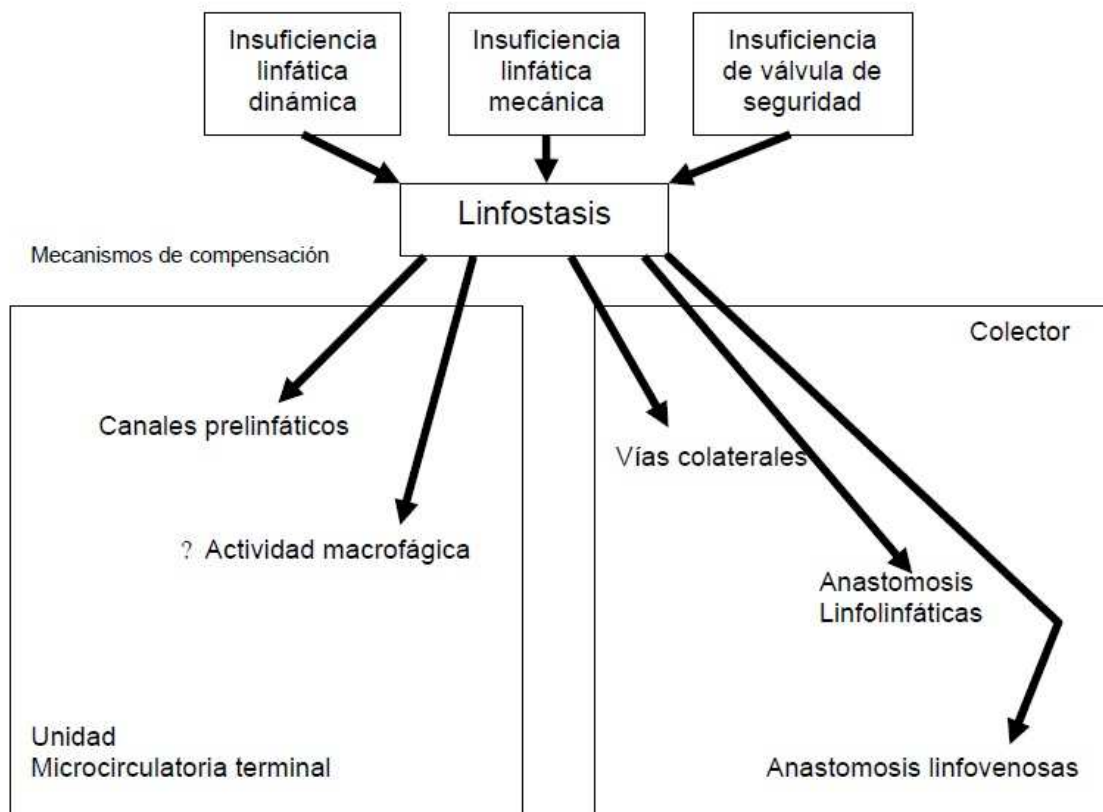 Insuficiencia
linfática
dinámica
Insuficiencia
linfática
mecánica
Insuficiencia
de válvula de
seguridad
Linfostasis
Mecanismos de compensación
Colector
Canales prelinfáticos
Vías colaterales
? Actividad macrofágica
Anastomosis
Linfolinfáticas
Unidad
Microcirculatoria terminal
Anastomosis linfovenosas